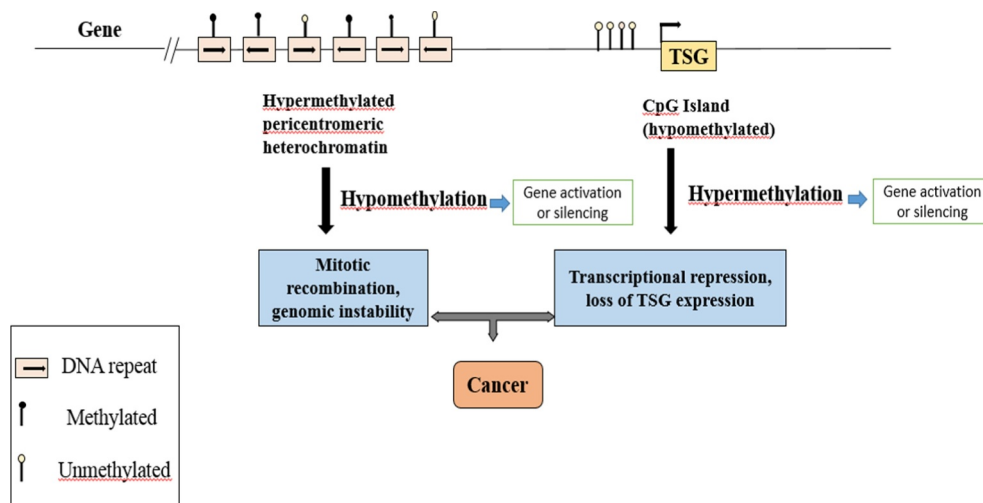 Gene
TSG
Hypermethylated
pericentromeric
heterochromatin
CpG Island
(hypomethylated)
Hypomethylation
Gene activation
or silencing
Hypermethylation
Gene activation
or silencing
Mitotic
recombination,
genomic instability
Transcriptional repression,
loss of TSG expression
Cancer
DNA repeat
Methylated
Unmethylated